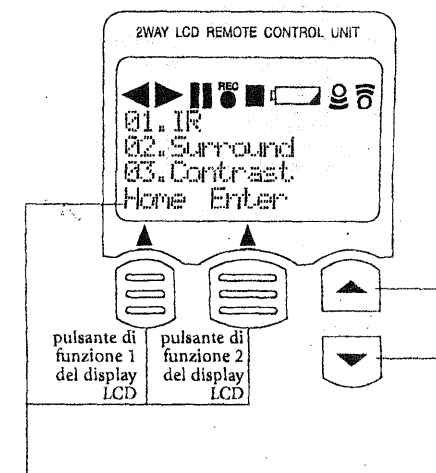 2WAY LCD REMOTE CONTROL UNIT
REC
01.IR
02.Surround
03.Contrast
Home Enter
pulsante di
funzione 1
del display
LCD
pulsante di
funzione 2
del display
LCD